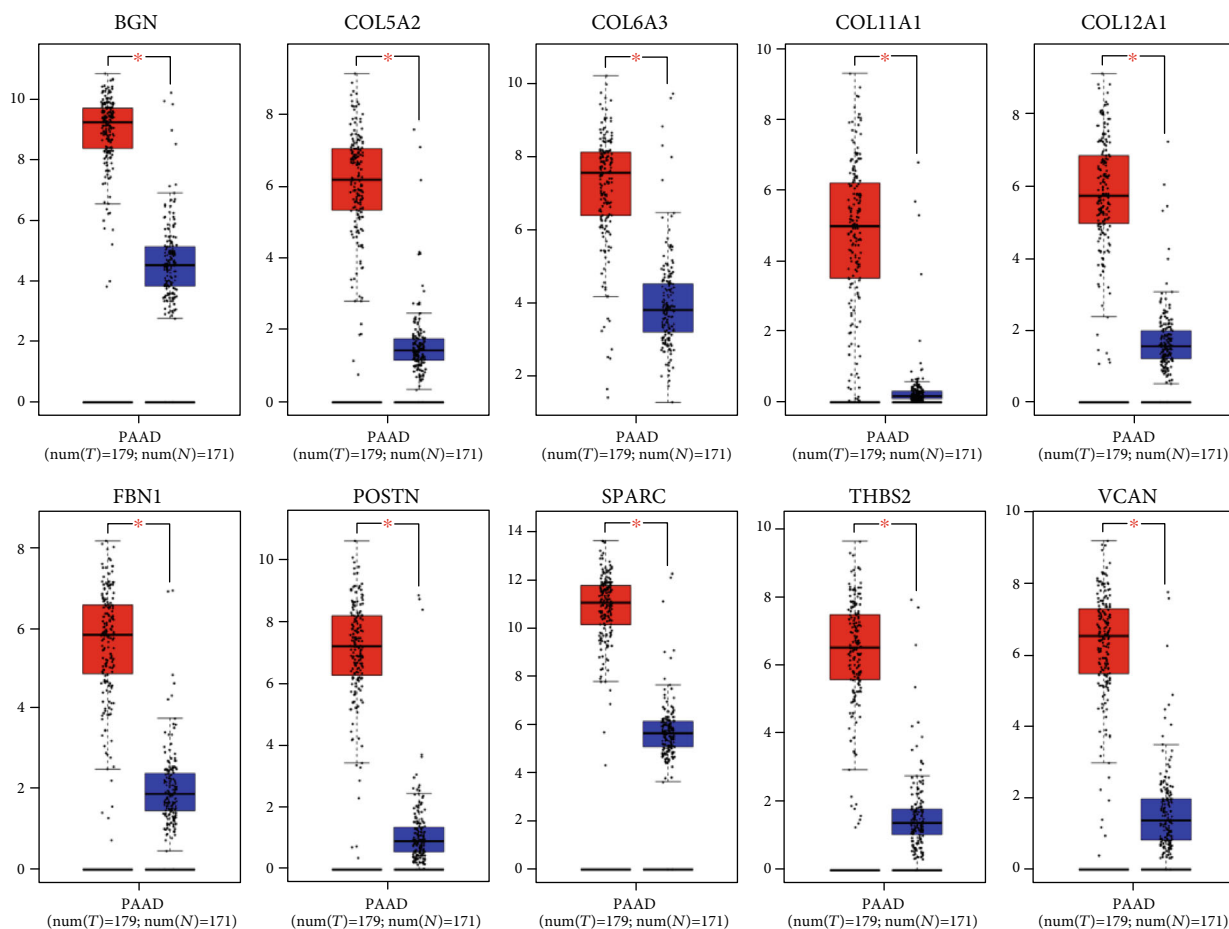 BGN
*
10
8
6
4
2
0
PAAD
(num(T)=179; num(N)=171)
COL5A2
*
8
6
4
2
0
PAAD
(num(T)=179; num(N)=171)
COL6A3
*
10
8
6
4
2
PAAD
(num(T)=179; num(N)=171)
COL11A1
*
10
8
6
4
2
0
PAAD
(num(T)=179; num(N)=171)
COL12A1
*
8
6
4
2
0
PAAD
(num(T)=179; num(N)=171)
FBN1
*
8
6
4
2
0
PAAD
(num(T)=179; num(N)=171)
POSTN
*
10
8
6
4
2
0
PAAD
(num(T)=179; num(N)=171)
SPARC
*
14
12
10
8
6
4
2
0
PAAD
(num(T)=179; num(N)=171)
THBS2
*
10
8
6
4
2
0
PAAD
(num(T)=179; num(N)=171)
VCAN
*
10
8
6
4
2
0
PAAD
(num(T)=179; num(N)=171)